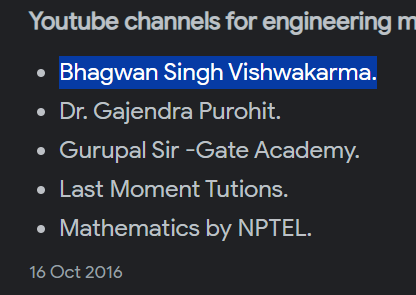 Youtube channels for engineering m
• Bhagwan Singh Vishwakarma.
• Dr. Gajendra Purohit.
• Gurupal Sir -Gate Academy.
• Last Moment Tutions.
• Mathematics by NPTEL.
16 Oct 2016